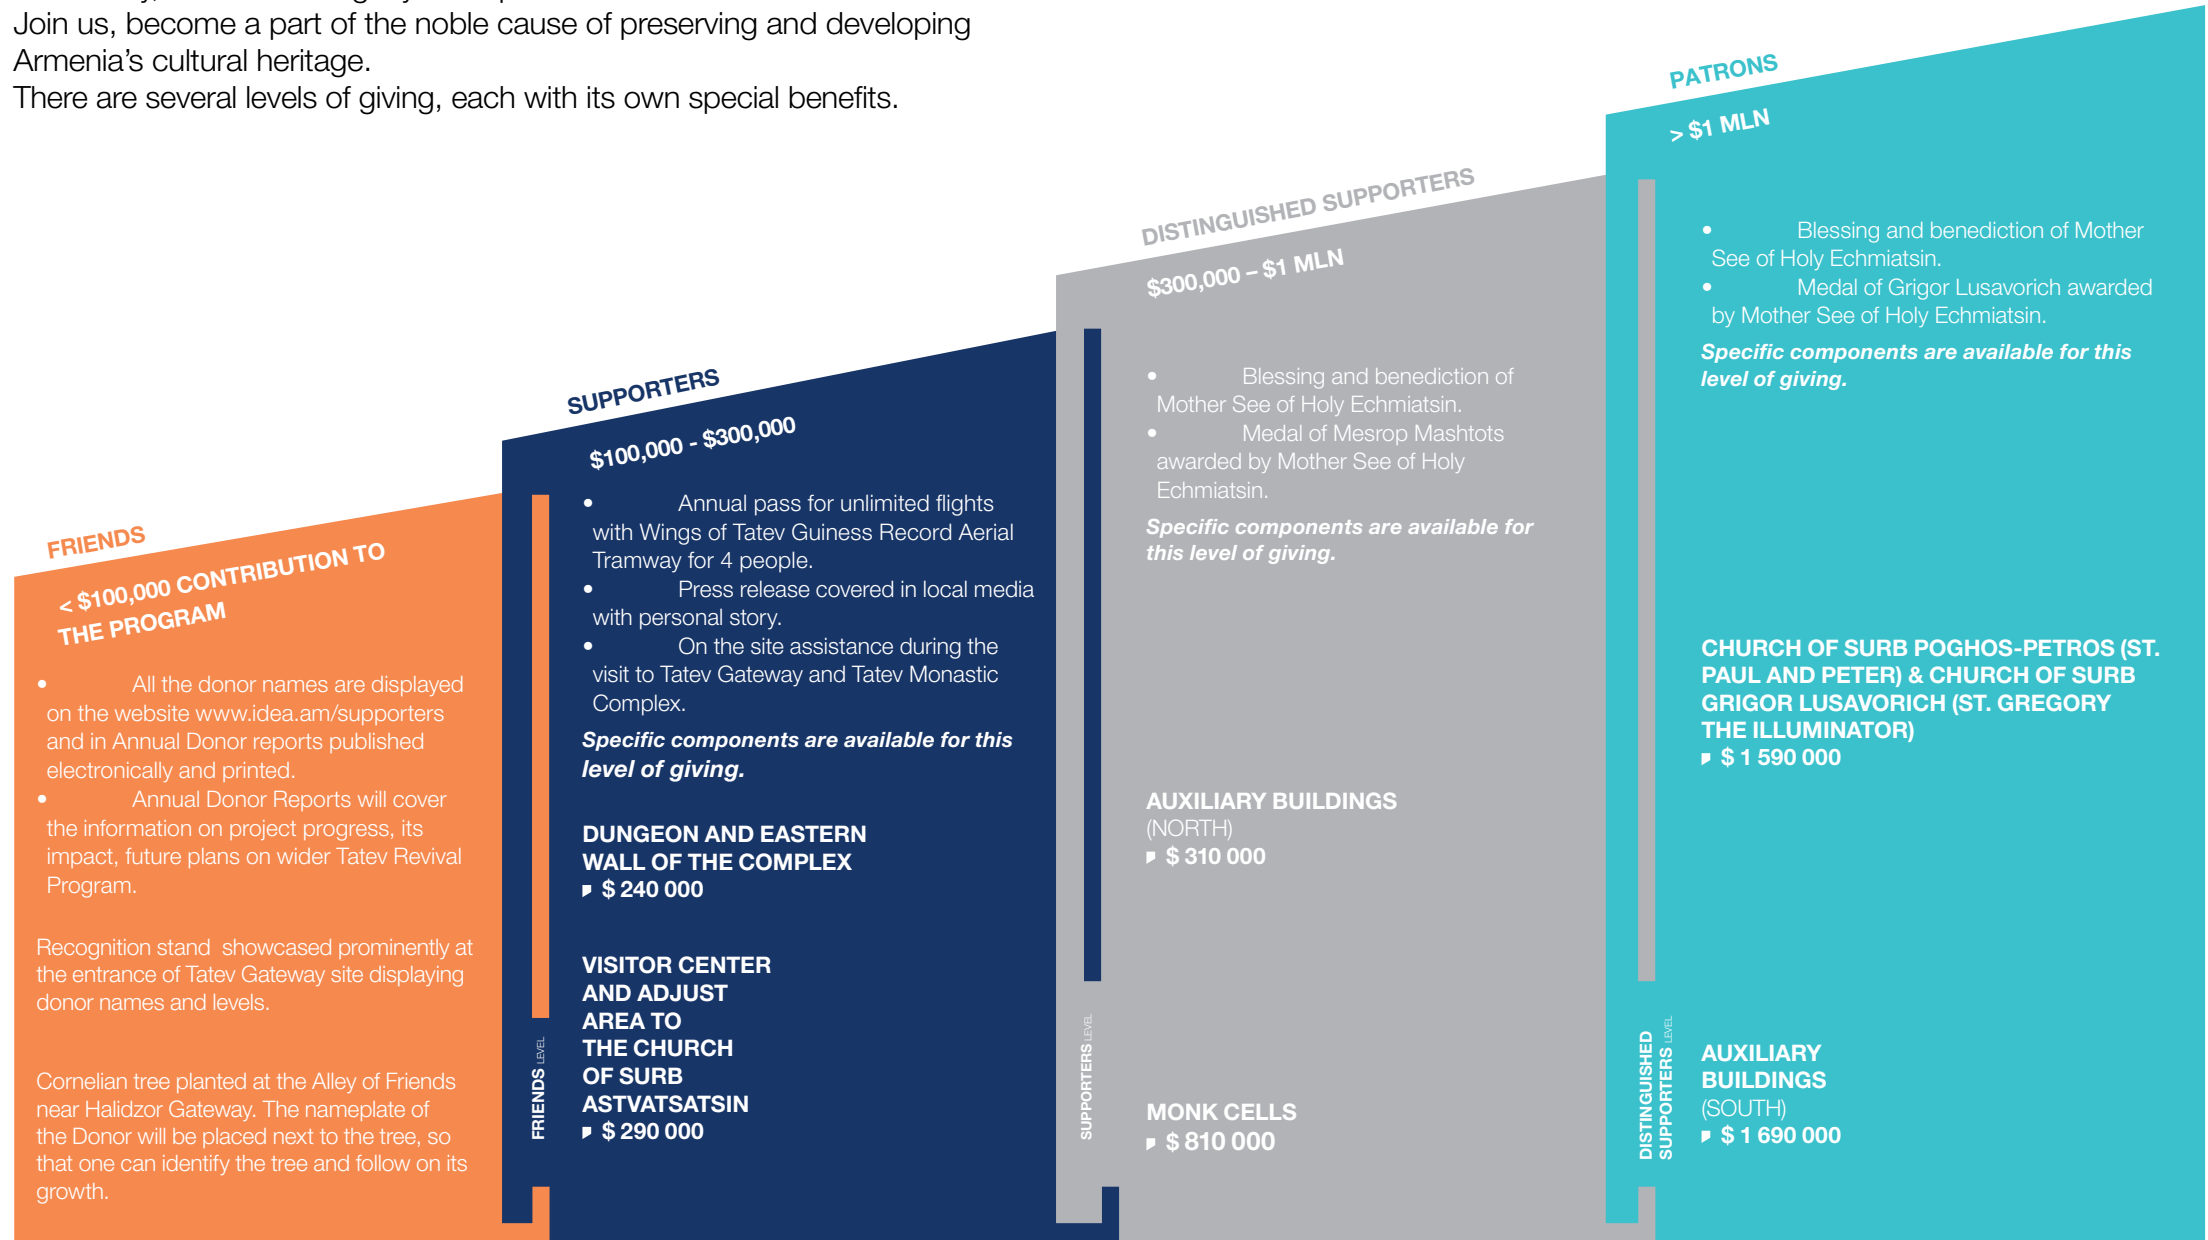 Join us, become a part of the noble cause of preserving and developing
Armenia's cultural heritage.
There are several levels of giving, each with its own special benefits.
FRIENDS
< $100,000 CONTRIBUTION TO
THE PROGRAM
• All the donor names are displayed
on the website www.idea.am/supporters
and in Annual Donor reports published
electronically and printed.
• Annual Donor Reports will cover
the information on project progress, its
impact, future plans on wider Tatev Revival
Program.
Recognition stand showcased prominently at
the entrance of Tatev Gateway site displaying
donor names and levels.
Cornelian tree planted at the Alley of Friends
near Halidzor Gateway. The nameplate of
the Donor will be placed next to the tree, so
that one can identify the tree and follow on its
growth.
SUPPORTERS
$100,000 - $300,000
FRIENDS LEVEL
• Annual pass for unlimited flights
with Wings of Tatev Guiness Record Aerial
Tramway for 4 people.
• Press release covered in local media
with personal story.
• On the site assistance during the
visit to Tatev Gateway and Tatev Monastic
Complex.
Specific components are available for this
level of giving.
DUNGEON AND EASTERN
WALL OF THE COMPLEX
$ 240 000
VISITOR CENTER
AND ADJUST
AREA TO
THE CHURCH
OF SURB
ASTVATSATSIN
$ 290 000
DISTINGUISHED SUPPORTERS
$300,000 – $1 MLN
SUPPORTERS LEVEL
• Blessing and benediction of
Mother See of Holy Echmiatsin.
• Medal of Mesrop Mashtots
awarded by Mother See of Holy
Echmiatsin.
Specific components are available for
this level of giving.
AUXILIARY BUILDINGS
(NORTH)
$ 310 000
MONK CELLS
$ 810 000
PATRONS
> $1 MLN
DISTINGUISHED
SUPPORTERS LEVEL
• Blessing and benediction of Mother
See of Holy Echmiatsin.
• Medal of Grigor Lusavorich awarded
by Mother See of Holy Echmiatsin.
Specific components are available for this
level of giving.
CHURCH OF SURB POGHOS-PETROS (ST.
PAUL AND PETER) & CHURCH OF SURB
GRIGOR LUSAVORICH (ST. GREGORY
THE ILLUMINATOR)
$ 1 590 000
AUXILIARY
BUILDINGS
(SOUTH)
$ 1 690 000